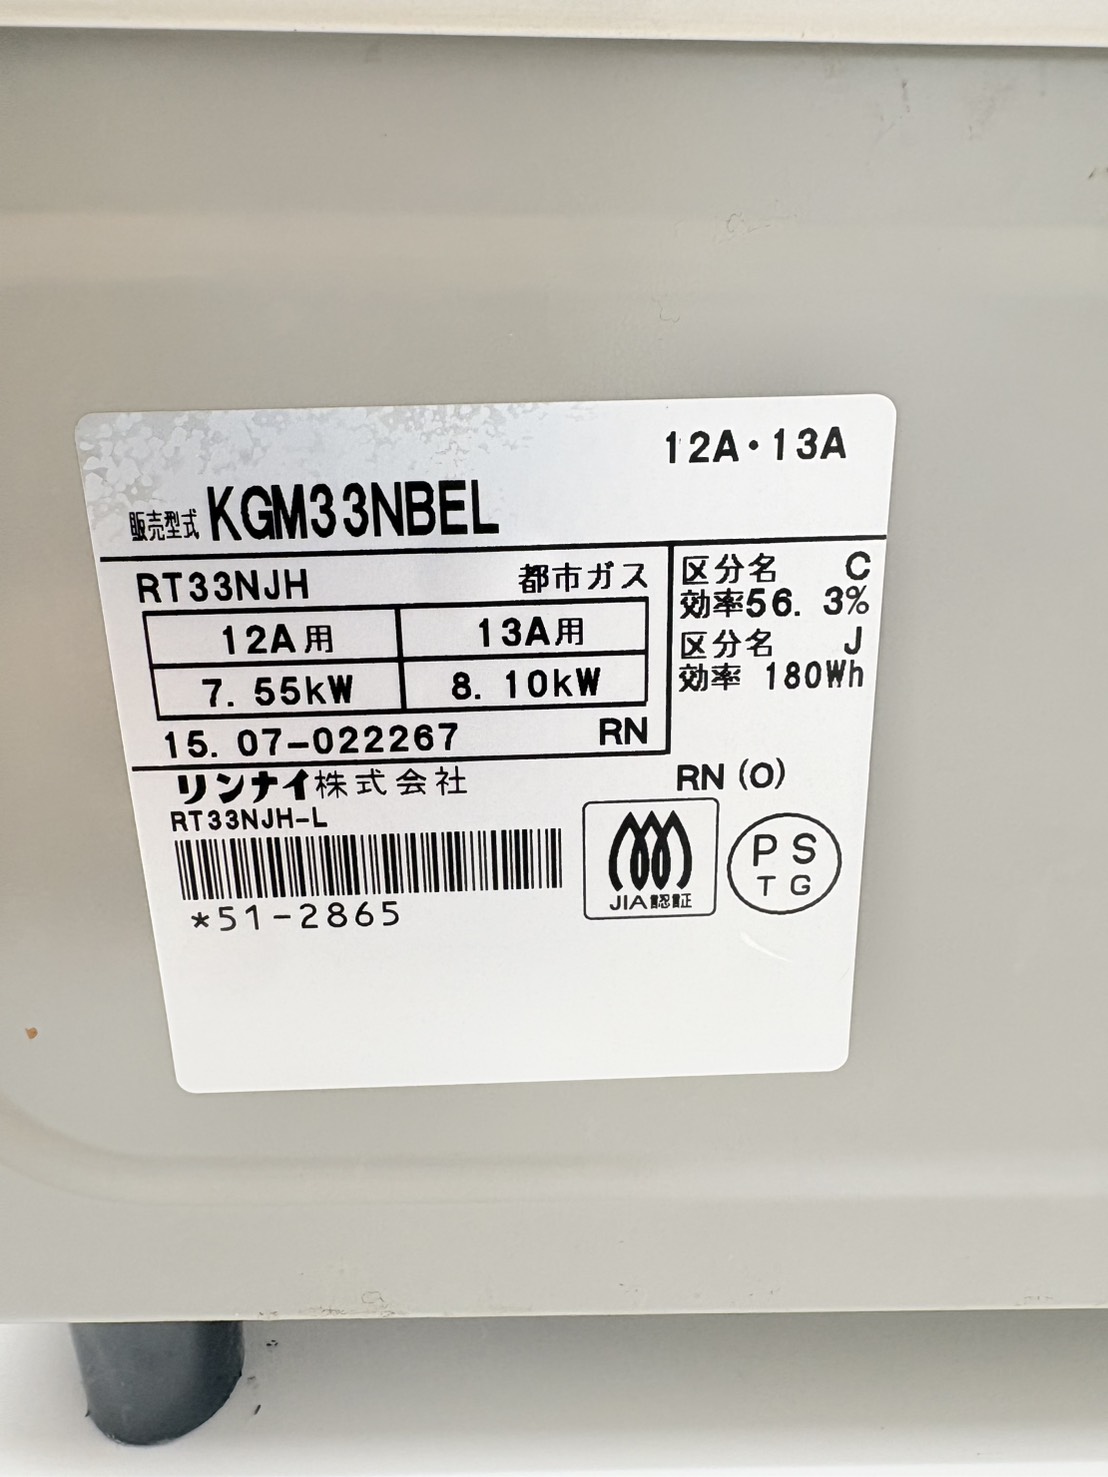 12A・13A
販売型式 KGM33NBEL
RT33NJH 都市ガス
12A用 13A用
7.55kW 8.10kW
15.07-022267 RN
区分名 C
効率56.3%
区分名 J
効率 180Wh
リンナイ株式会社
RT33NJH-L
*51-2865
RN(O)
JIA認証
PS
TG